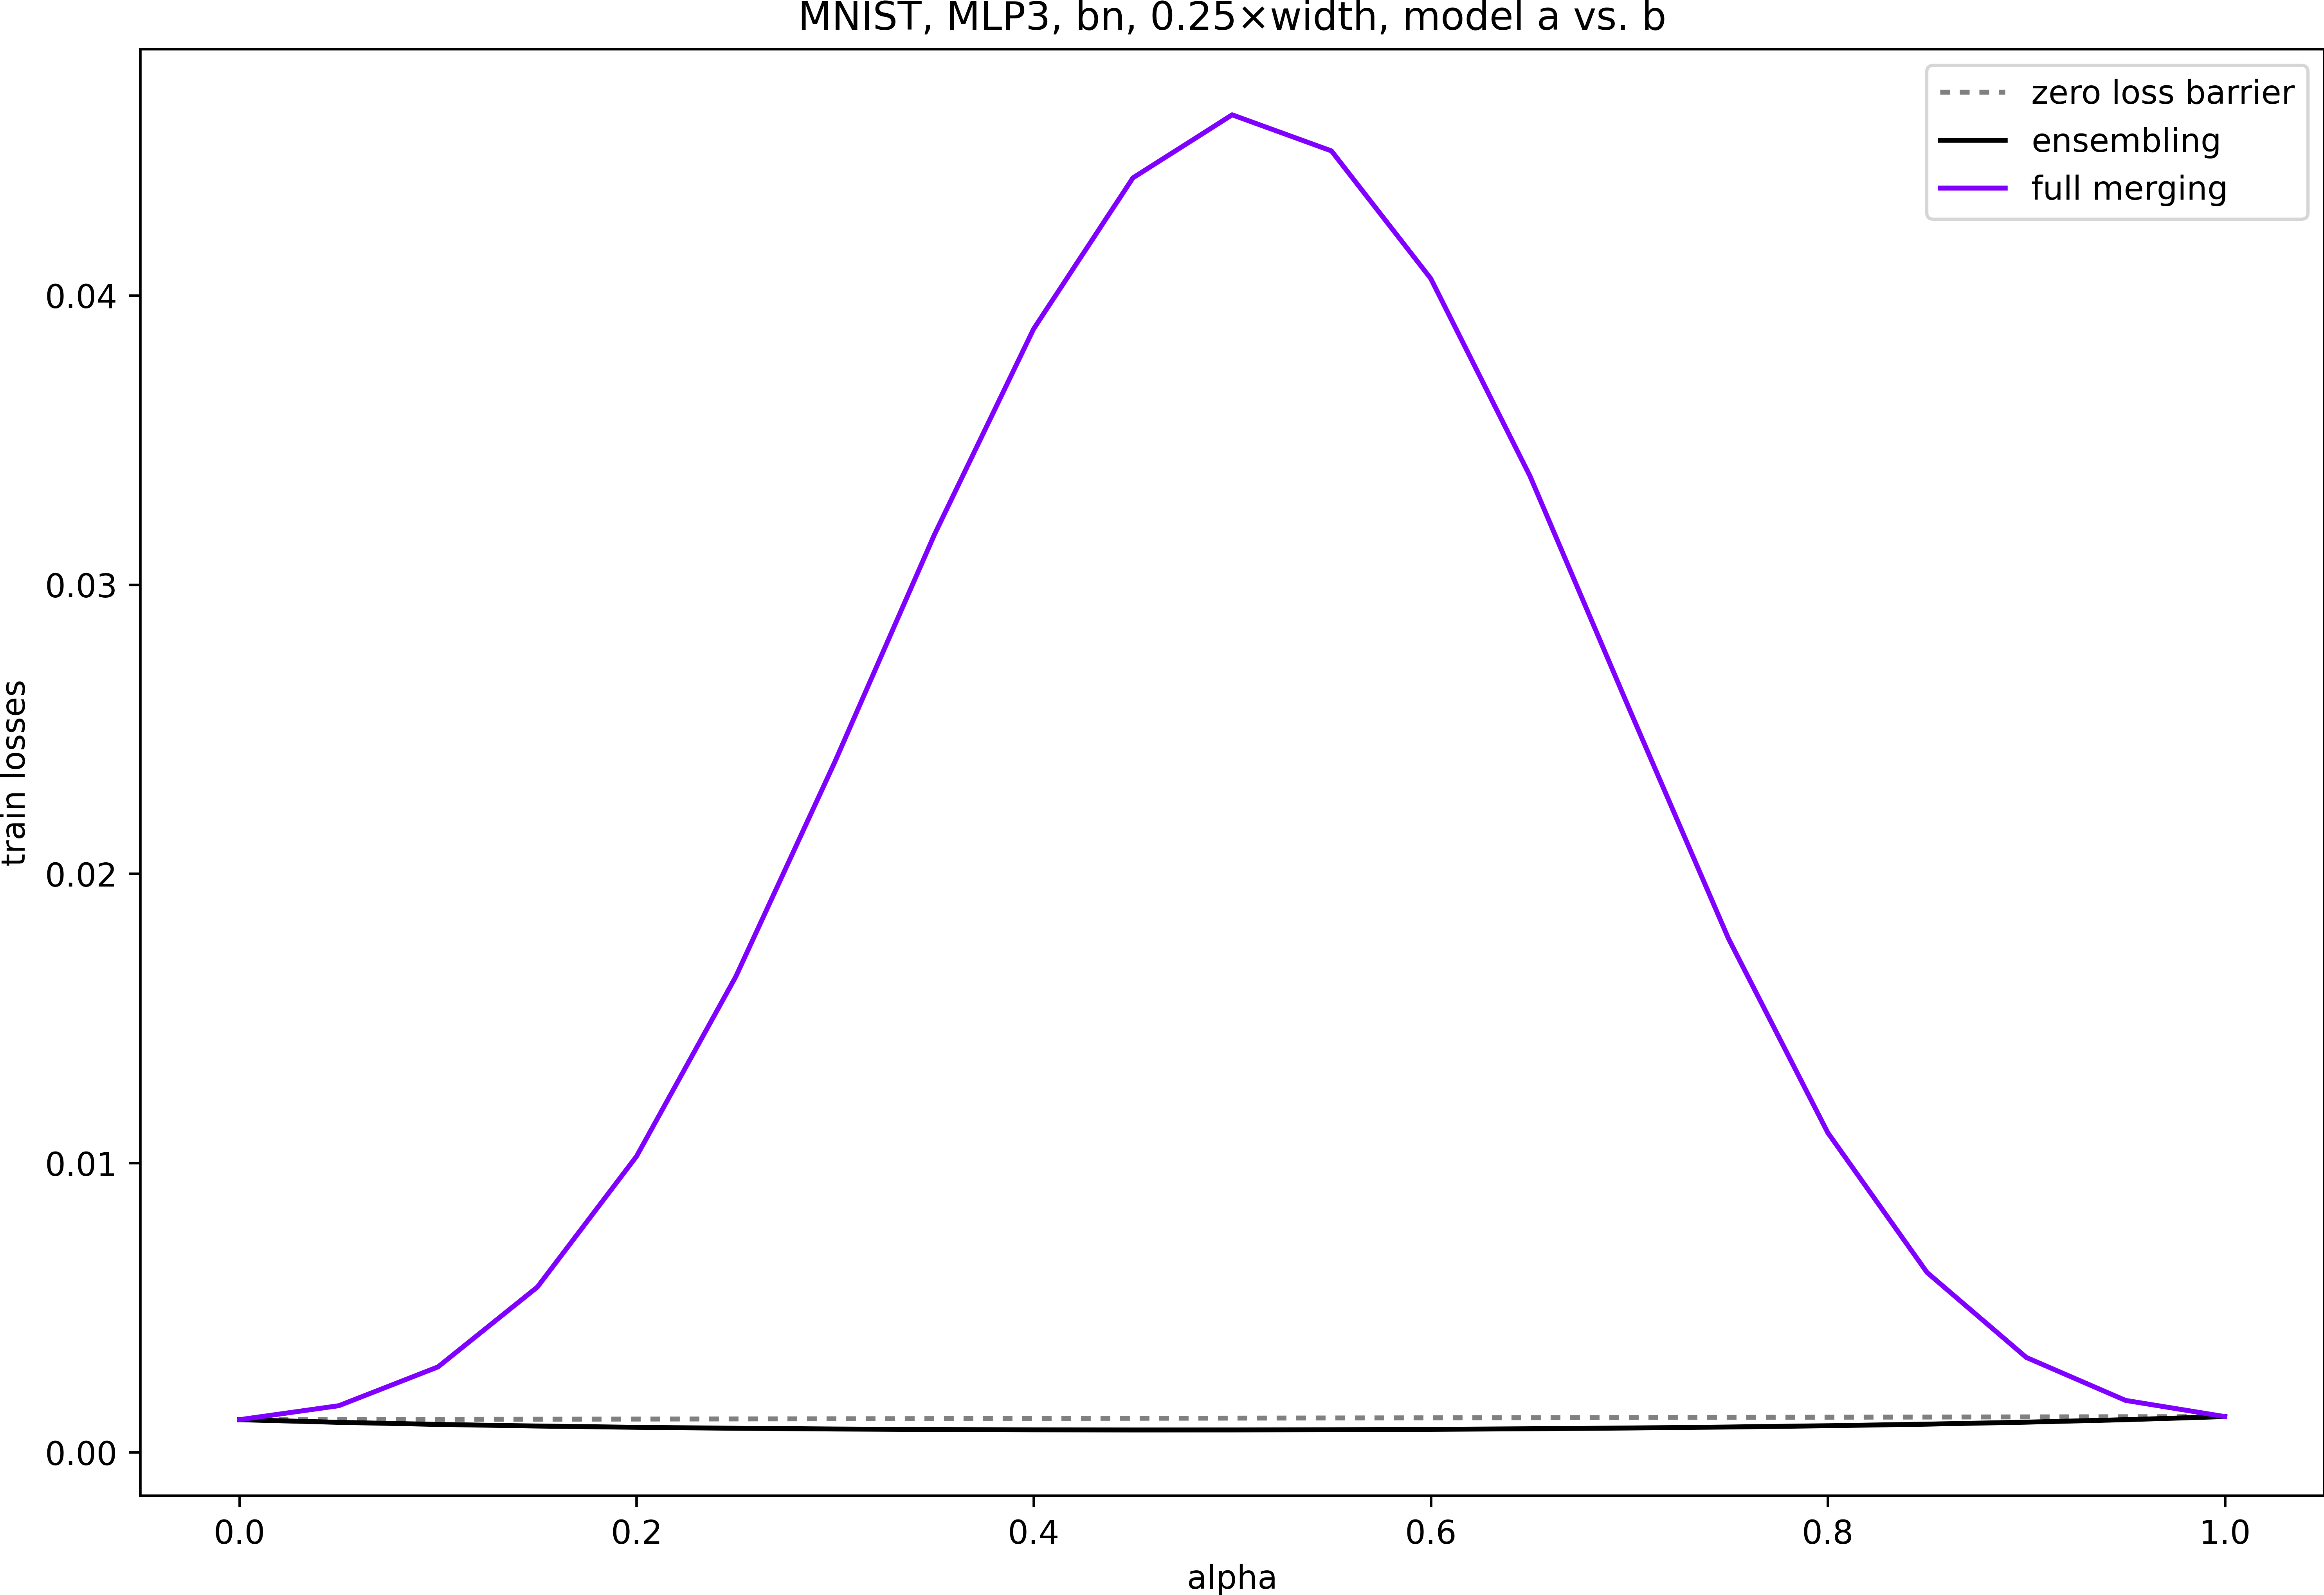 MNIST, MLP3, bn, 0.25×width, model a vs. b
zero loss barrier
ensembling
full merging
train losses
0.04
0.03
0.02
0.01
0.00
0.0 0.2 0.4 0.6 0.8 1.0
alpha